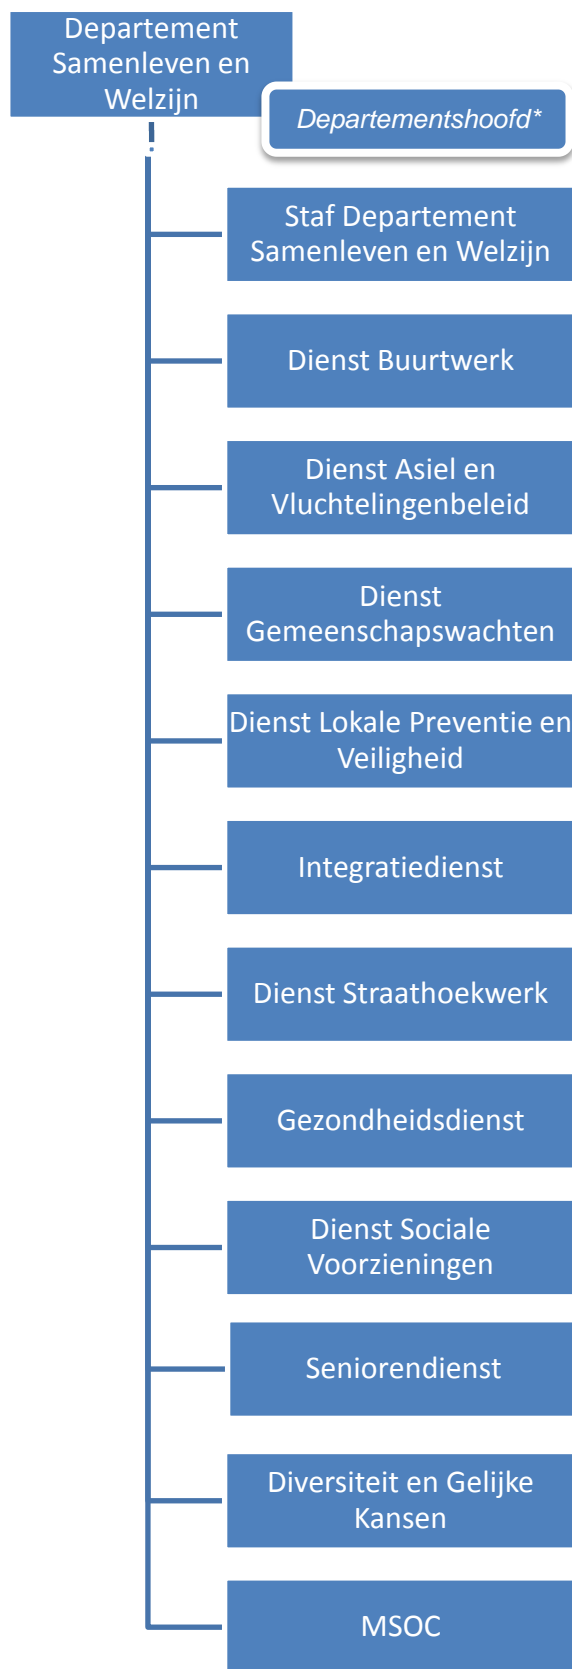 Departement
Samenleven en
Welzijn
Departementshoofd*
Staf Departement
Samenleven en Welzijn
Dienst Buurtwerk
Dienst Asiel en
Vluchtelingenbeleid
Dienst
Gemeenschapswachten
Dienst Lokale Preventie en
Veiligheid
Integratiedienst
Dienst Straathoekwerk
Gezondheidsdienst
Dienst Sociale
Voorzieningen
Seniorendienst
Diversiteit en Gelijke
Kansen
MSOC